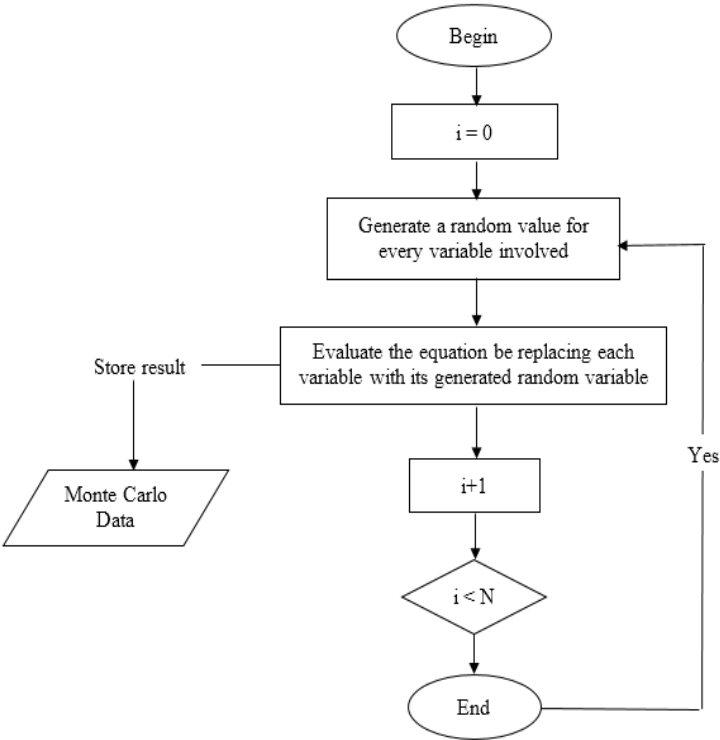 Begin
i = 0
Generate a random value for
every variable involved
Evaluate the equation be replacing each
variable with its generated random variable
Store result
Monte Carlo
Data
i+1
Yes
i < N
End